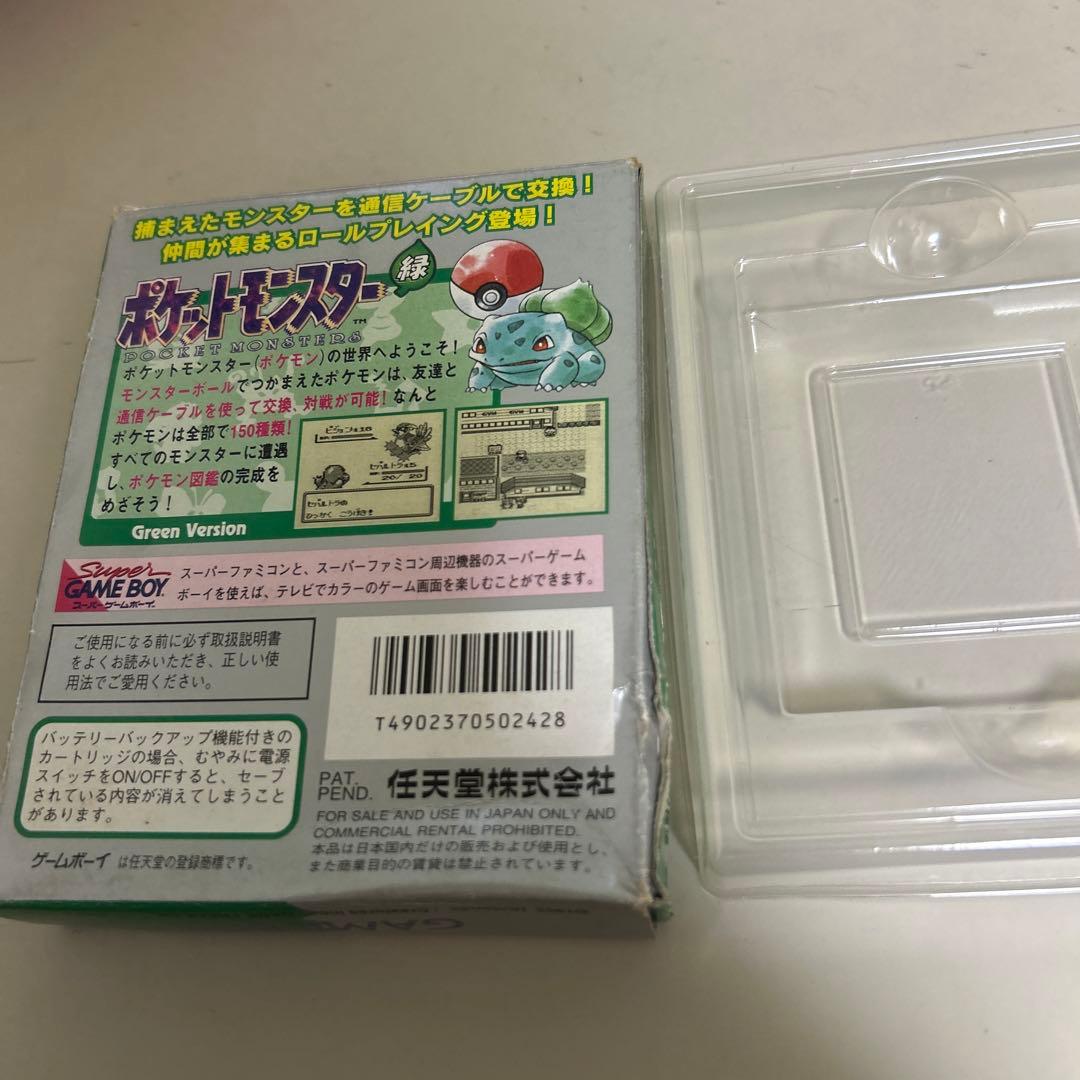 捕まえたモンスターを通信ケーブルで交換!
仲間が集まるロールプレイング登場!
ポケットモンスター 緑
TM
POCKET MONSTERS
ポケットモンスター(ポケモン)の世界へようこそ!
モンスターボールでつかまえたポケモンは、友達と
通信ケーブルを使って交換、対戦が可能!なんと
ポケモンは全部で150種類!
すべてのモンスターに遭遇
し、ポケモン図鑑の完成を
めざそう!
Green Version
20/ 20
ひっかく こうげき!
GYM GYM
Super
GAME BOY
スーパーゲームボーイ
スーパーファミコンと、スーパーファミコン周辺機器のスーパーゲーム
ボーイを使えば、テレビでカラーのゲーム画面を楽しむことができます。
ご使用になる前に必ず取扱説明書
をよくお読みいただき、正しい使
用法でご愛用ください。
T4902370502428
バッテリーバックアップ機能付きの
カートリッジの場合、むやみに電源
スイッチをON/OFFすると、セーブ
されている内容が消えてしまうこと
があります。
PAT.
PEND. 任天堂株式会社
FOR SALE AND USE IN JAPAN ONLY AND
COMMERCIAL RENTAL PROHIBITED.
本品は日本国内だけの販売および使用とし、
また商業目的の賃貸は禁止されています。
ゲームボーイ は任天堂の登録商標です。